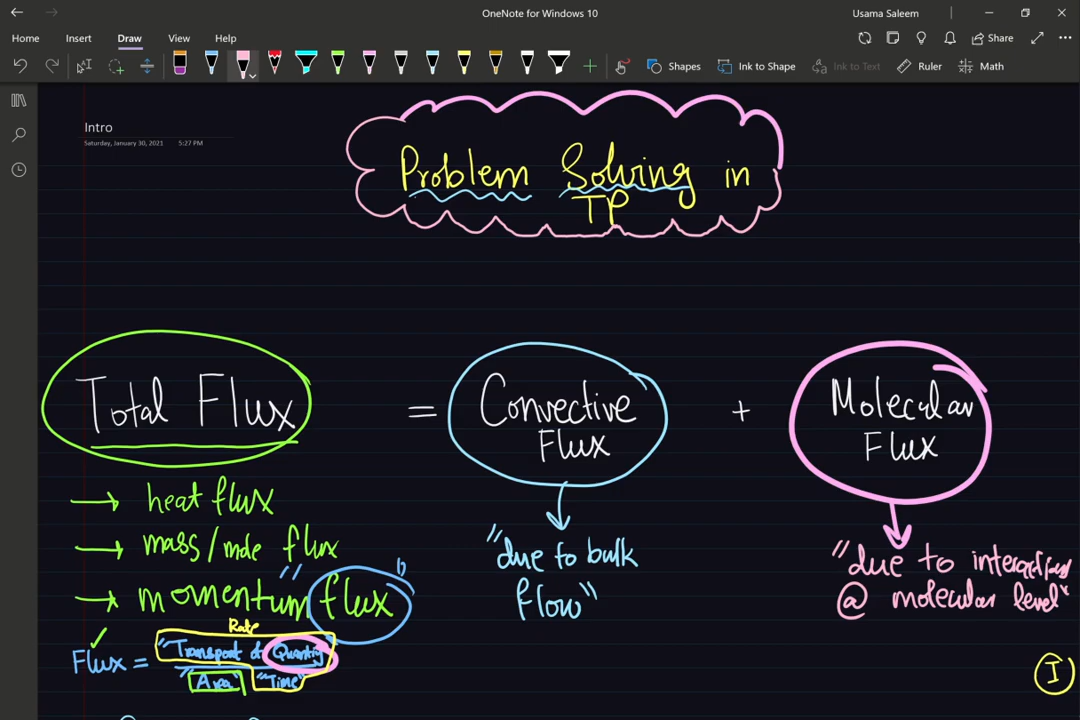 OneNote for Windows 10
Usama Saleem
Home Insert Draw View Help
Share
Shapes Ink to Shape Ink to Text Ruler Math
Intro
Saturday, January 30, 2021 5:27 PM
Problem Solving in
TP
Total Flux = Convective Flux + Molecular Flux
→ heat flux
→ mass/mole flux
→ momentum "flux"
"due to bulk
flow"
"due to interactions
@ molecular level"
Rate
Flux = "Transport of Quantity
"Area" "Time"
I